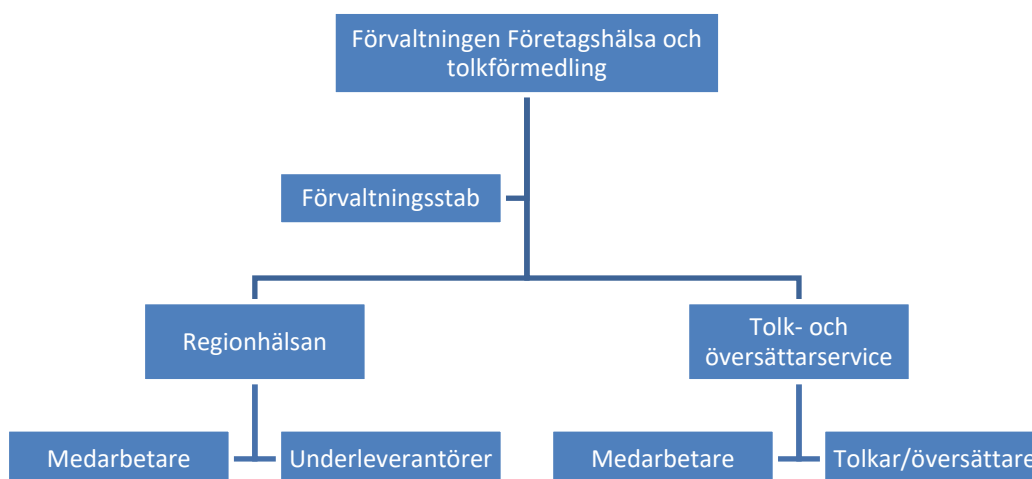 Förvaltningen Företagshälsa och
tolkförmedling
Förvaltningsstab
Regionhälsan
Tolk- och
översättarservice
Medarbetare
Underleverantörer
Medarbetare
Tolkar/översättare